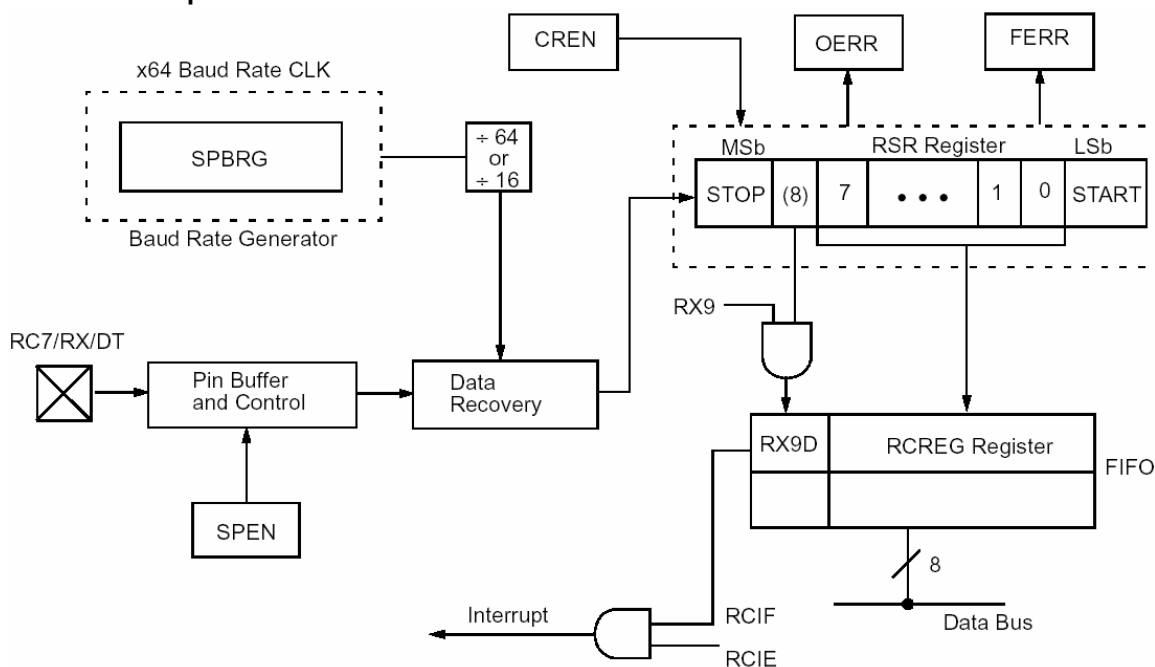 CREN
OERR
FERR
x64 Baud Rate CLK
SPBRG
÷ 64
or
÷ 16
Baud Rate Generator
MSb
RSR Register
LSb
STOP
(8)
7
• • •
1
0
START
RX9
RC7/RX/DT
Pin Buffer
and Control
Data
Recovery
SPEN
RX9D
RCREG Register
FIFO
8
Data Bus
Interrupt
RCIF
RCIE